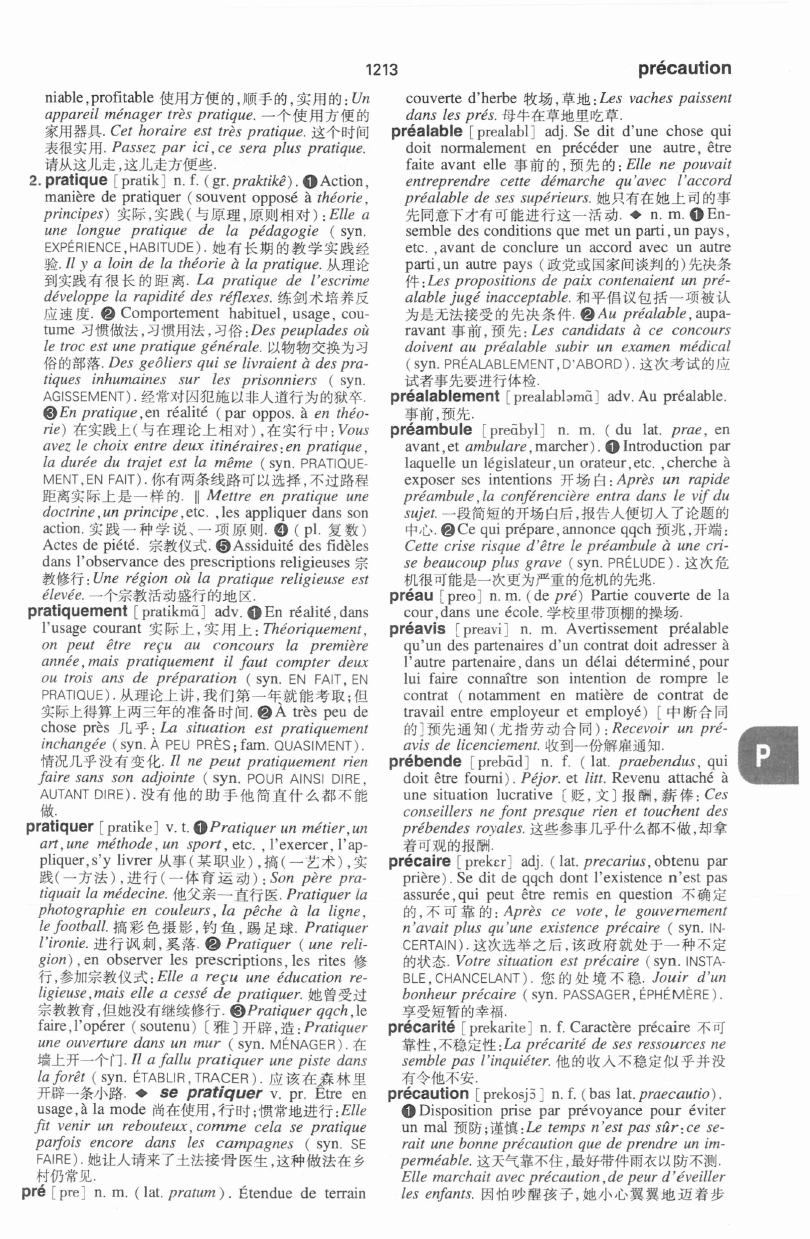 1213
précaution
niable,profitable 使用方便的,顺手的,实用的:Un
appareil ménager très pratique. 一个使用方便的
家用器具. Cet horaire est très pratique. 这个时间
表很实用. Passez par ici,ce sera plus pratique.
请从这儿走,这儿走方便些.
2. pratique [pratik] n. f. (gr. praktikê). ❶Action,
manière de pratiquer (souvent opposé à théorie,
principes) 实际,实践(与原理,原则相对):Elle a
une longue pratique de la pédagogie ( syn.
EXPÉRIENCE,HABITUDE). 她有长期的教学实践经
验. Il y a loin de la théorie à la pratique. 从理论
到实践有很长的距离. La pratique de l'escrime
développe la rapidité des réflexes. 练剑术培养反
应速度. ❷ Comportement habituel, usage, cou-
tume 习惯做法,习惯用法,习俗:Des peuplades où
le troc est une pratique générale. 以物物交换为习
俗的部落. Des geôliers qui se livraient à des pra-
tiques inhumaines sur les prisonniers ( syn.
AGISSEMENT). 经常对囚犯施以非人道行为的狱卒.
❸En pratique,en réalité (par oppos. à en théo-
rie) 在实践上(与在理论上相对),在实行中:Vous
avez le choix entre deux itinéraires:en pratique,
la durée du trajet est la même (syn. PRATIQUE-
MENT,EN FAIT). 你有两条线路可以选择,不过路程
距离实际上是一样的. ‖ Mettre en pratique une
doctrine,un principe,etc. ,les appliquer dans son
action. 实践一种学说、一项原则. ❹ ( pl. 复数)
Actes de piété. 宗教仪式. ❺Assiduité des fidèles
dans l'observance des prescriptions religieuses 宗
教修行:Une région où la pratique religieuse est
élevée. 一个宗教活动盛行的地区.
pratiquement [pratikmɑ̃] adv. ❶En réalité,dans
l'usage courant 实际上,实用上:Théoriquement,
on peut être reçu au concours la première
année,mais pratiquement il faut compter deux
ou trois ans de préparation (syn. EN FAIT, EN
PRATIQUE). 从理论上讲,我们第一年就能考取;但
实际上得算上两三年的准备时间. ❷À très peu de
chose près 几乎:La situation est pratiquement
inchangée (syn. À PEU PRÈS;fam. QUASIMENT).
情况几乎没有变化. Il ne peut pratiquement rien
faire sans son adjointe ( syn. POUR AINSI DIRE,
AUTANT DIRE). 没有他的助手他简直什么都不能
做.
pratiquer [pratike] v. t. ❶Pratiquer un métier,un
art,une méthode,un sport, etc. , l'exercer, l'ap-
pliquer,s'y livrer 从事(某职业),搞(一艺术),实
践(一方法),进行(一体育运动):Son père pra-
tiquait la médecine. 他父亲一直行医. Pratiquer la
photographie en couleurs, la pêche à la ligne,
le football. 搞彩色摄影,钓鱼,踢足球. Pratiquer
l'ironie. 进行讽刺,奚落. ❷ Pratiquer ( une reli-
gion), en observer les prescriptions, les rites 修
行,参加宗教仪式:Elle a reçu une éducation re-
ligieuse,mais elle a cessé de pratiquer. 她曾受过
宗教教育,但她没有继续修行. ❸Pratiquer qqch,le
faire,l'opérer (soutenu) 〔雅〕开辟,造:Pratiquer
une ouverture dans un mur ( syn. MÉNAGER). 在
墙上开一个门. Il a fallu pratiquer une piste dans
la forêt ( syn. ÉTABLIR,TRACER). 应该在森林里
开辟一条小路. ◆ se pratiquer v. pr. Être en
usage,à la mode 尚在使用,行时;惯常地进行:Elle
fit venir un rebouteux, comme cela se pratique
parfois encore dans les campagnes ( syn. SE
FAIRE). 她让人请来了土法接骨医生,这种做法在乡
村仍常见.
pré [pre] n. m. ( lat. pratum ). Étendue de terrain
couverte d'herbe 牧场,草地:Les vaches paissent
dans les prés. 母牛在草地里吃草.
préalable [prealabl] adj. Se dit d'une chose qui
doit normalement en précéder une autre, être
faite avant elle 事前的,预先的:Elle ne pouvait
entreprendre cette démarche qu'avec l'accord
préalable de ses supérieurs. 她只有在她上司的事
先同意下才有可能进行这一活动. ◆ n. m. ❶En-
semble des conditions que met un parti,un pays,
etc. ,avant de conclure un accord avec un autre
parti,un autre pays (政党或国家间谈判的)先决条
件:Les propositions de paix contenaient un pré-
alable jugé inacceptable. 和平倡议包括一项被认
为是无法接受的先决条件. ❷Au préalable,aupa-
ravant 事前,预先:Les candidats à ce concours
doivent au préalable subir un examen médical
(syn. PRÉALABLEMENT,D'ABORD). 这次考试的应
试者事先要进行体检.
préalablement [prealabləmɑ̃] adv. Au préalable.
事前,预先.
préambule [preɑ̃byl] n. m. ( du lat. prae, en
avant,et ambulare,marcher). ❶Introduction par
laquelle un législateur,un orateur,etc. ,cherche à
exposer ses intentions 开场白:Après un rapide
préambule,la conférencière entra dans le vif du
sujet. 一段简短的开场白后,报告人便切入了论题的
中心. ❷Ce qui prépare,annonce qqch 预兆,开端:
Cette crise risque d'être le préambule à une cri-
se beaucoup plus grave (syn. PRÉLUDE). 这次危
机很可能是一次更为严重的危机的先兆.
préau [preo] n. m. (de pré) Partie couverte de la
cour,dans une école. 学校里带顶棚的操场.
préavis [preavi] n. m. Avertissement préalable
qu'un des partenaires d'un contrat doit adresser à
l'autre partenaire,dans un délai déterminé,pour
lui faire connaître son intention de rompre le
contrat ( notamment en matière de contrat de
travail entre employeur et employé) [中断合同
的]预先通知(尤指劳动合同):Recevoir un pré-
avis de licenciement. 收到一份解雇通知.
prébende [prebɑ̃d] n. f. ( lat. praebendus, qui
doit être fourni). Péjor. et litt. Revenu attaché à
une situation lucrative 〔贬,文〕报酬,薪俸:Ces
conseillers ne font presque rien et touchent des
prébendes royales. 这些参事几乎什么都不做,却拿
着可观的报酬.
précaire [prekɛr] adj. (lat. precarius,obtenu par
prière). Se dit de qqch dont l'existence n'est pas
assurée,qui peut être remis en question 不确定
的,不可靠的:Après ce vote, le gouvernement
n'avait plus qu'une existence précaire ( syn. IN-
CERTAIN). 这次选举之后,该政府就处于一种不定
的状态. Votre situation est précaire (syn. INSTA-
BLE,CHANCELANT). 您的处境不稳. Jouir d'un
bonheur précaire (syn. PASSAGER,ÉPHÉMÈRE).
享受短暂的幸福.
précarité [prekarite] n. f. Caractère précaire 不可
靠性,不稳定性:La précarité de ses ressources ne
semble pas l'inquiéter. 他的收入不稳定似乎并没
有令他不安.
précaution [prekosjɔ̃] n. f. (bas lat. praecautio).
❶Disposition prise par prévoyance pour éviter
un mal 预防;谨慎:Le temps n'est pas sûr:ce se-
rait une bonne précaution que de prendre un im-
perméable. 这天气靠不住,最好带件雨衣以防不测.
Elle marchait avec précaution,de peur d'éveiller
les enfants. 因怕吵醒孩子,她小心翼翼地迈着步
P